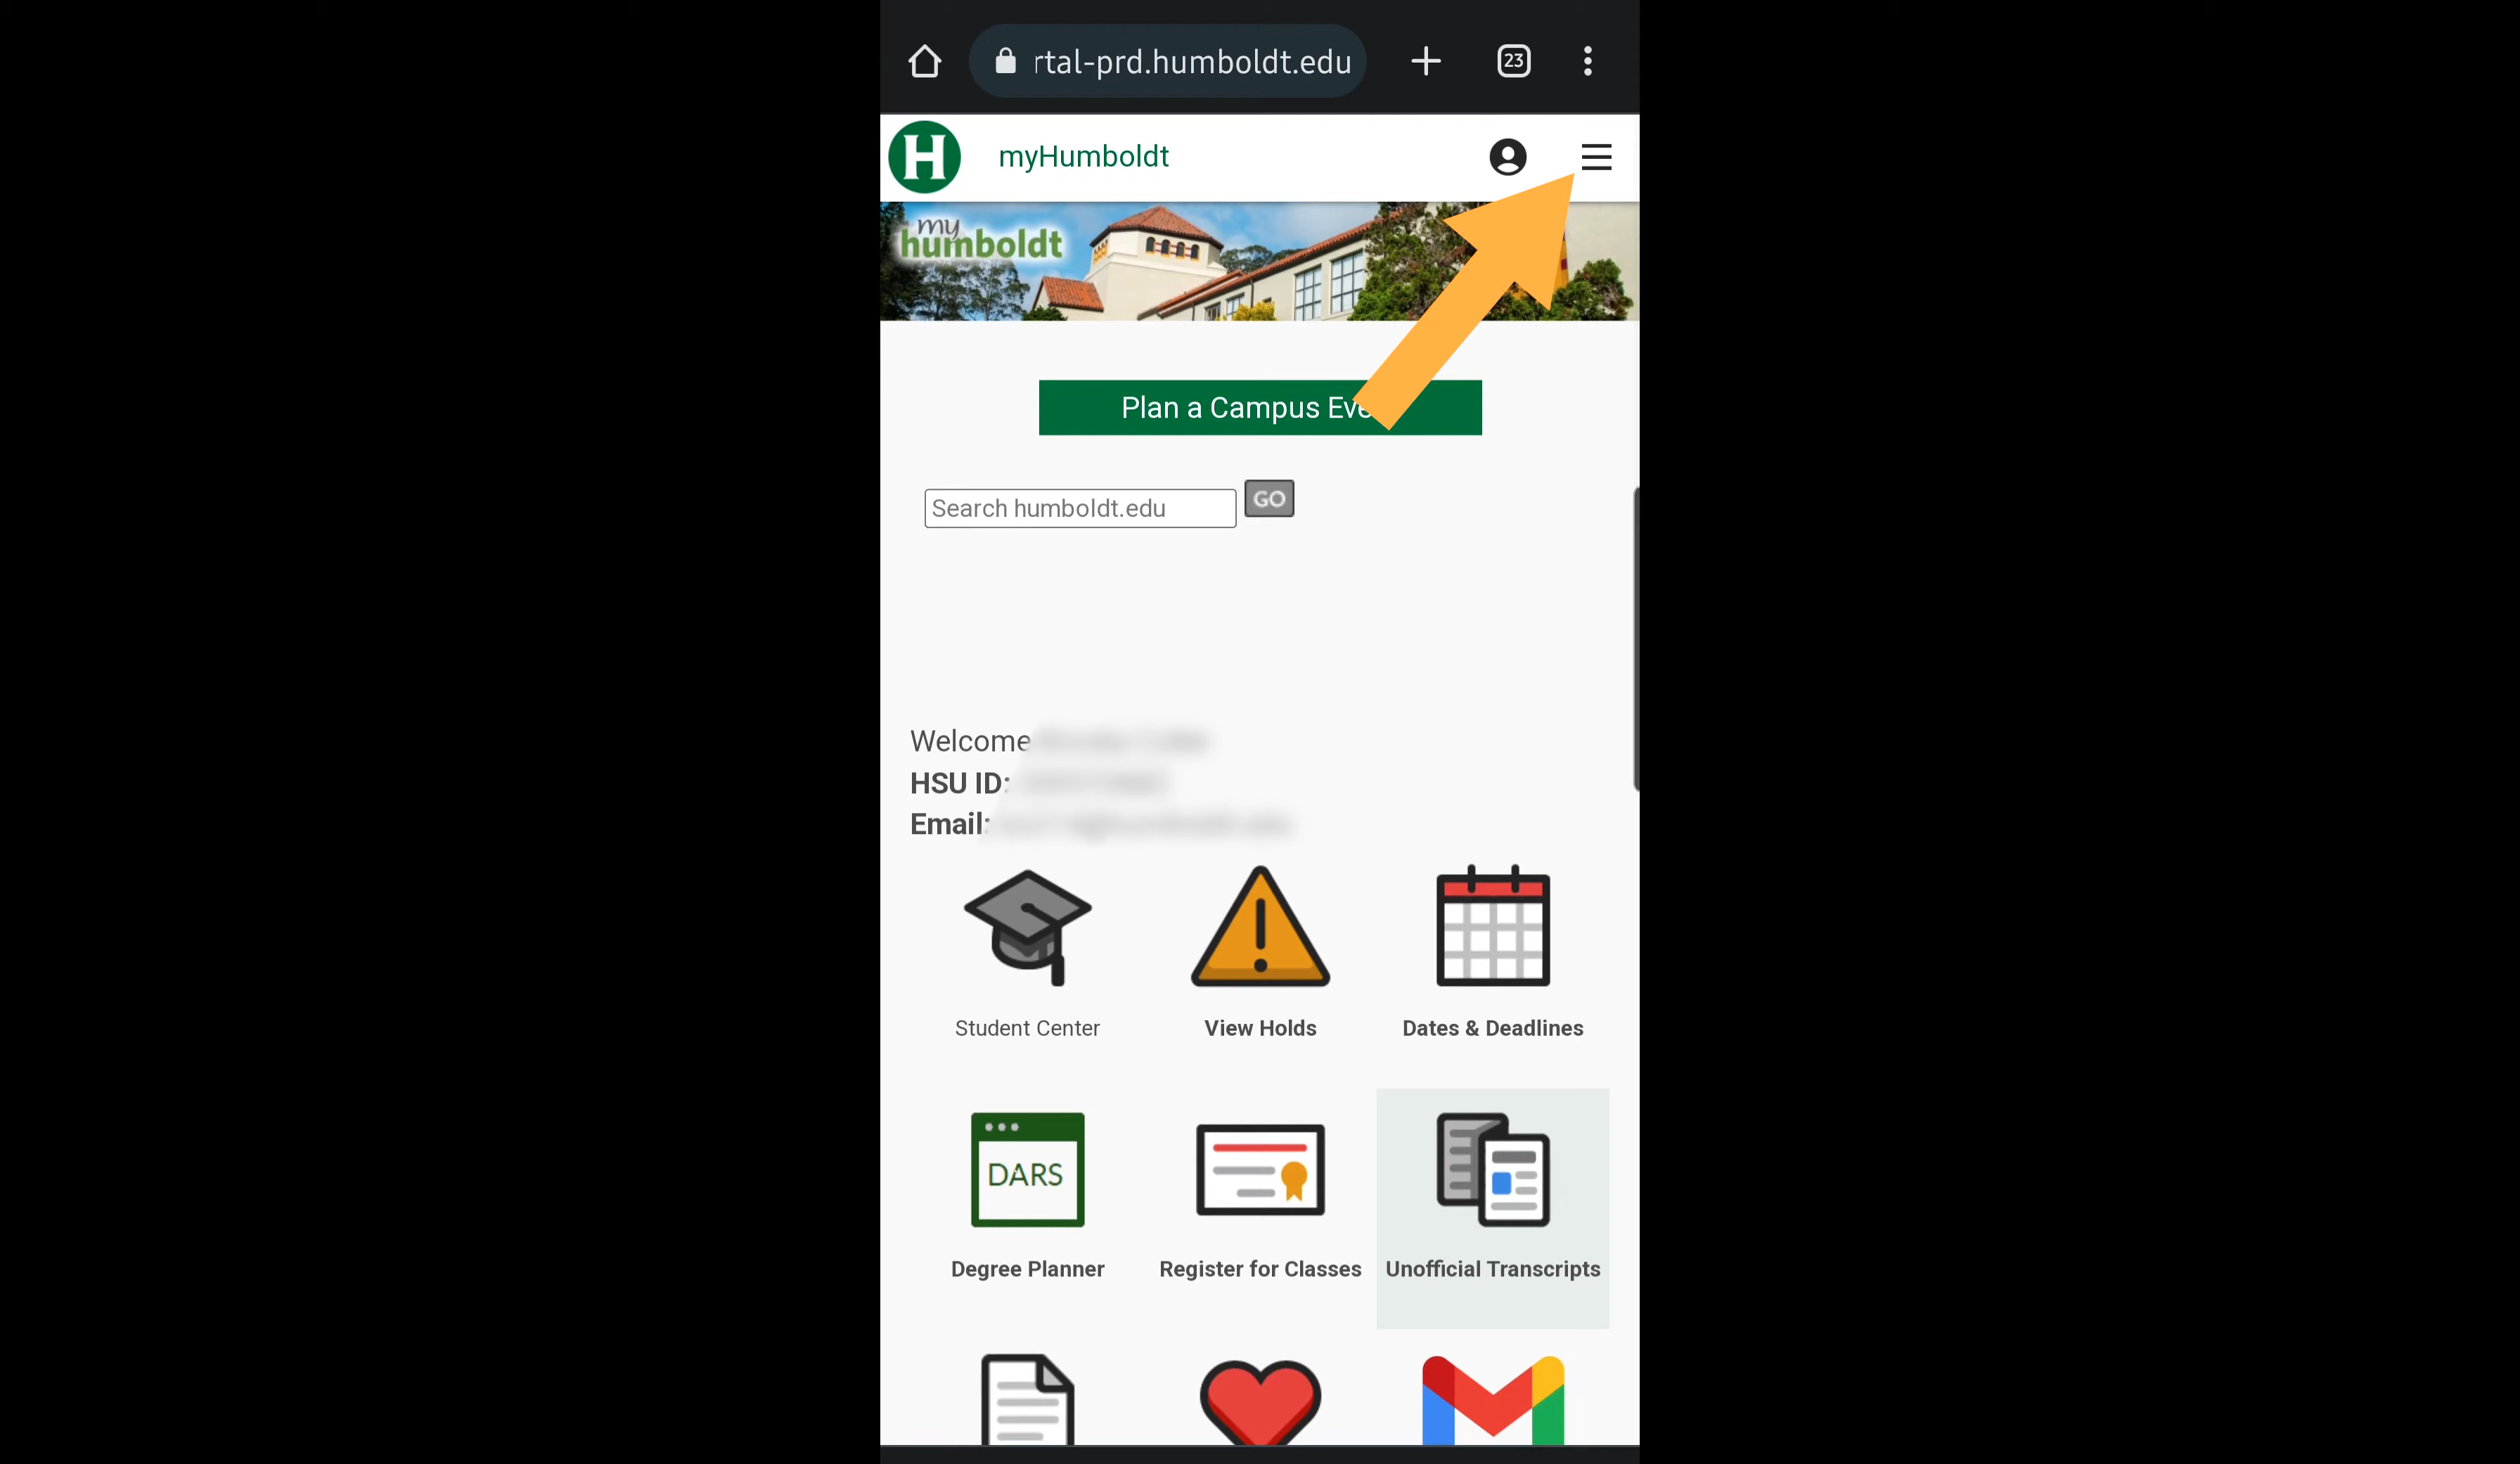 rtal-prd.humboldt.edu
23
H
myHumboldt
my
humboldt
Plan a Campus Eve
Search humboldt.edu
GO
Welcome
HSU ID:
Email:
Student Center
View Holds
Dates & Deadlines
DARS
Degree Planner
Register for Classes
Unofficial Transcripts